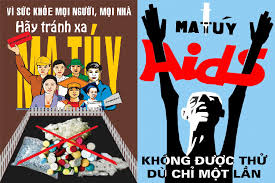 VÌ SỨC KHỎE MỌI NGƯỜI, MỌI NHÀ
Hãy tránh xa
MA TÚY
MA TUÝ
AidS
KHÔNG ĐƯỢC THỬ
DÙ CHỈ MỘT LẦN